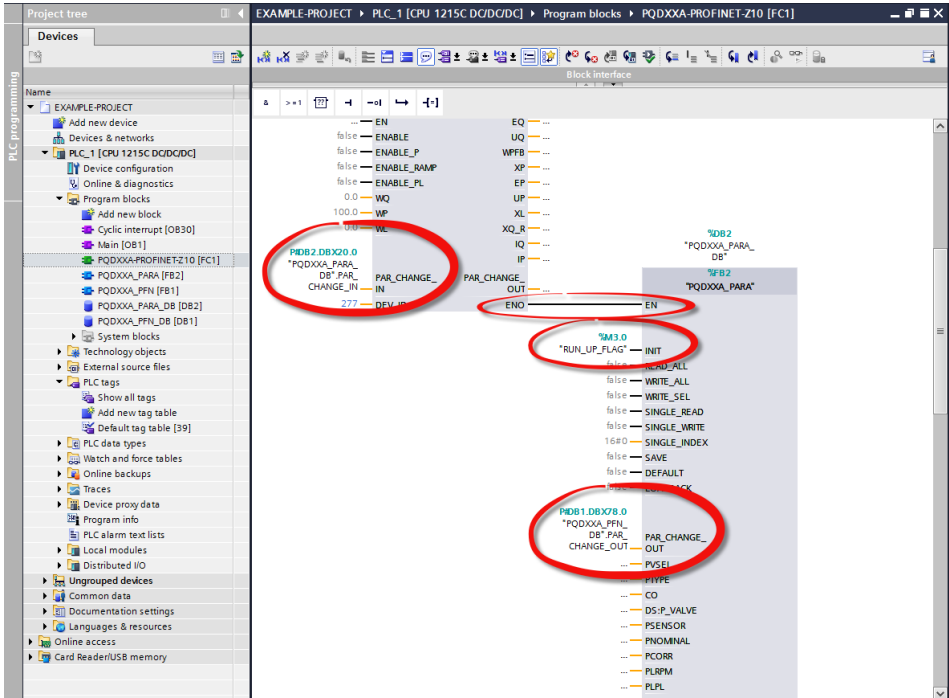 Project tree
EXAMPLE-PROJECT PLC_1 [CPU 1215C DC/DC/DC] Program blocks PQDXXA-PROFINET-Z10 [FC1]
Devices
PLC programming
Name
EXAMPLE-PROJECT
Add new device
Devices & networks
PLC_1 [CPU 1215C DC/DC/DC]
Device configuration
Online & diagnostics
Program blocks
Add new block
Cyclic interrupt [OB30]
Main [OB1]
PQDXXA-PROFINET-Z10 [FC1]
PQDXXA_PARA [FB2]
PQDXXA_PFN [FB1]
PQDXXA_PARA_DB [DB2]
PQDXXA_PFN_DB [DB1]
System blocks
Technology objects
External source files
PLC tags
Show all tags
Add new tag table
Default tag table [39]
PLC data types
Watch and force tables
Online backups
Traces
Device proxy data
Program info
PLC alarm text lists
Local modules
Distributed I/O
Ungrouped devices
Common data
Documentation settings
Languages & resources
Online access
Card Reader/USB memory
Block interface
& >=1 [??] -[=]
... EN EQ ...
false ENABLE UQ ...
false ENABLE_P WPFB ...
false ENABLE_RAMP XP ...
false ENABLE_PL EP ...
0.0 WQ UP ...
100.0 WP XL ...
0.0 WL XQ_R ...
IQ ...
IP ...
P#DB2.DBX20.0
"PQDXXA_PARA_
DB".PAR_
CHANGE_IN
PAR_CHANGE_
IN
PAR_CHANGE_
OUT ...
277
ENO
%DB2
"PQDXXA_PARA_
DB"
%FB2
"PQDXXA_PARA"
EN
%M3.0
"RUN_UP_FLAG" INIT
false READ_ALL
false WRITE_ALL
false WRITE_SEL
false SINGLE_READ
false SINGLE_WRITE
16#0 SINGLE_INDEX
false SAVE
false DEFAULT
false
P#DB1.DBX78.0
"PQDXXA_PFN_
DB".PAR_
CHANGE_OUT
PAR_CHANGE_
OUT
... PVSEL
... PTYPE
... CO
... DS:P_VALVE
... PSENSOR
... PNOMINAL
... PCORR
... PLRPM
... PLPL